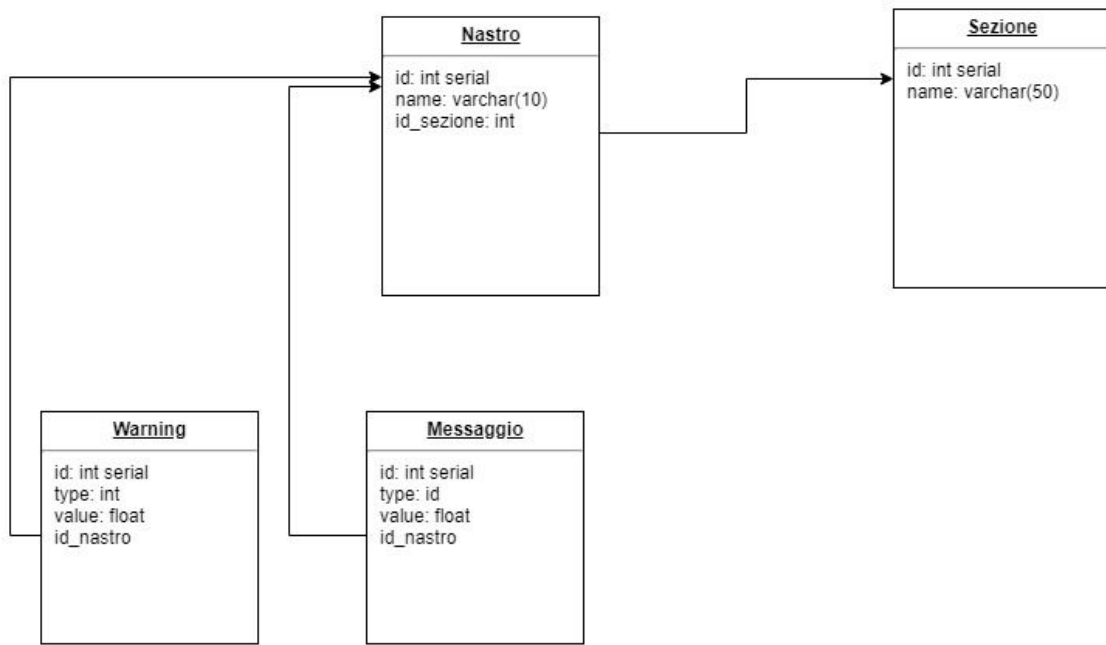 Nastro
id: int serial
name: varchar(10)
id_sezione: int
Sezione
id: int serial
name: varchar(50)
Warning
id: int serial
type: int
value: float
id_nastro
Messaggio
id: int serial
type: id
value: float
id_nastro